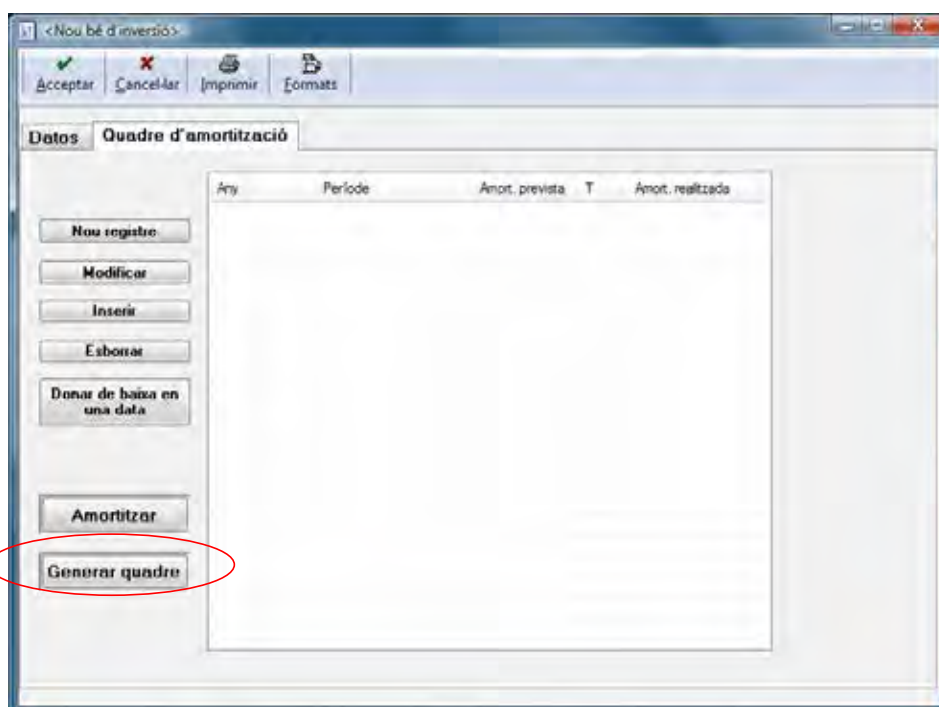 <Nou bé d'inversió>
Acceptar Cancel·lar Imprimir Formats
Datos Quadre d'amortització
Any Període Amort. prevista T Amort. realitzada
Nou registre
Modificar
Inserir
Esborrar
Donar de baixa en
una data
Amortitzar
Generar quadre